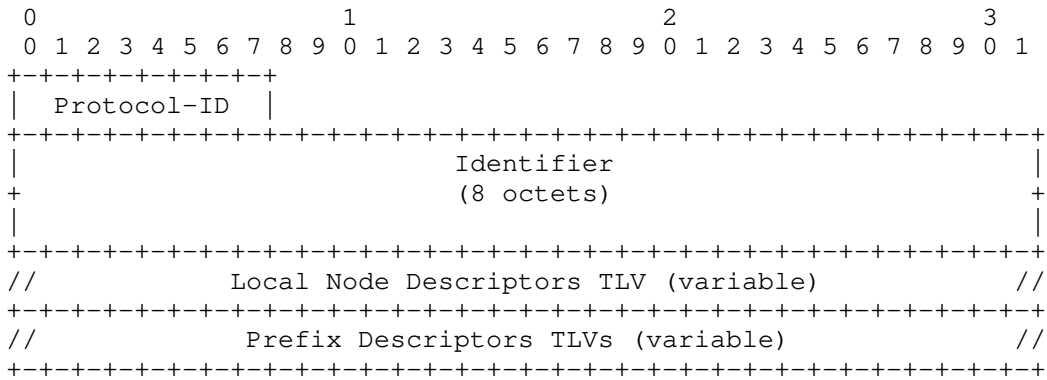 0                   1                   2                   3
 0 1 2 3 4 5 6 7 8 9 0 1 2 3 4 5 6 7 8 9 0 1 2 3 4 5 6 7 8 9 0 1
+-+-+-+-+-+-+-+-+
|  Protocol-ID  |
+-+-+-+-+-+-+-+-+-+-+-+-+-+-+-+-+-+-+-+-+-+-+-+-+-+-+-+-+-+-+-+-+
|                           Identifier                          |
+                           (8 octets)                          +
|                                                               |
+-+-+-+-+-+-+-+-+-+-+-+-+-+-+-+-+-+-+-+-+-+-+-+-+-+-+-+-+-+-+-+-+
//            Local Node Descriptors TLV (variable)            //
+-+-+-+-+-+-+-+-+-+-+-+-+-+-+-+-+-+-+-+-+-+-+-+-+-+-+-+-+-+-+-+-+
//             Prefix Descriptors TLVs (variable)              //
+-+-+-+-+-+-+-+-+-+-+-+-+-+-+-+-+-+-+-+-+-+-+-+-+-+-+-+-+-+-+-+-+